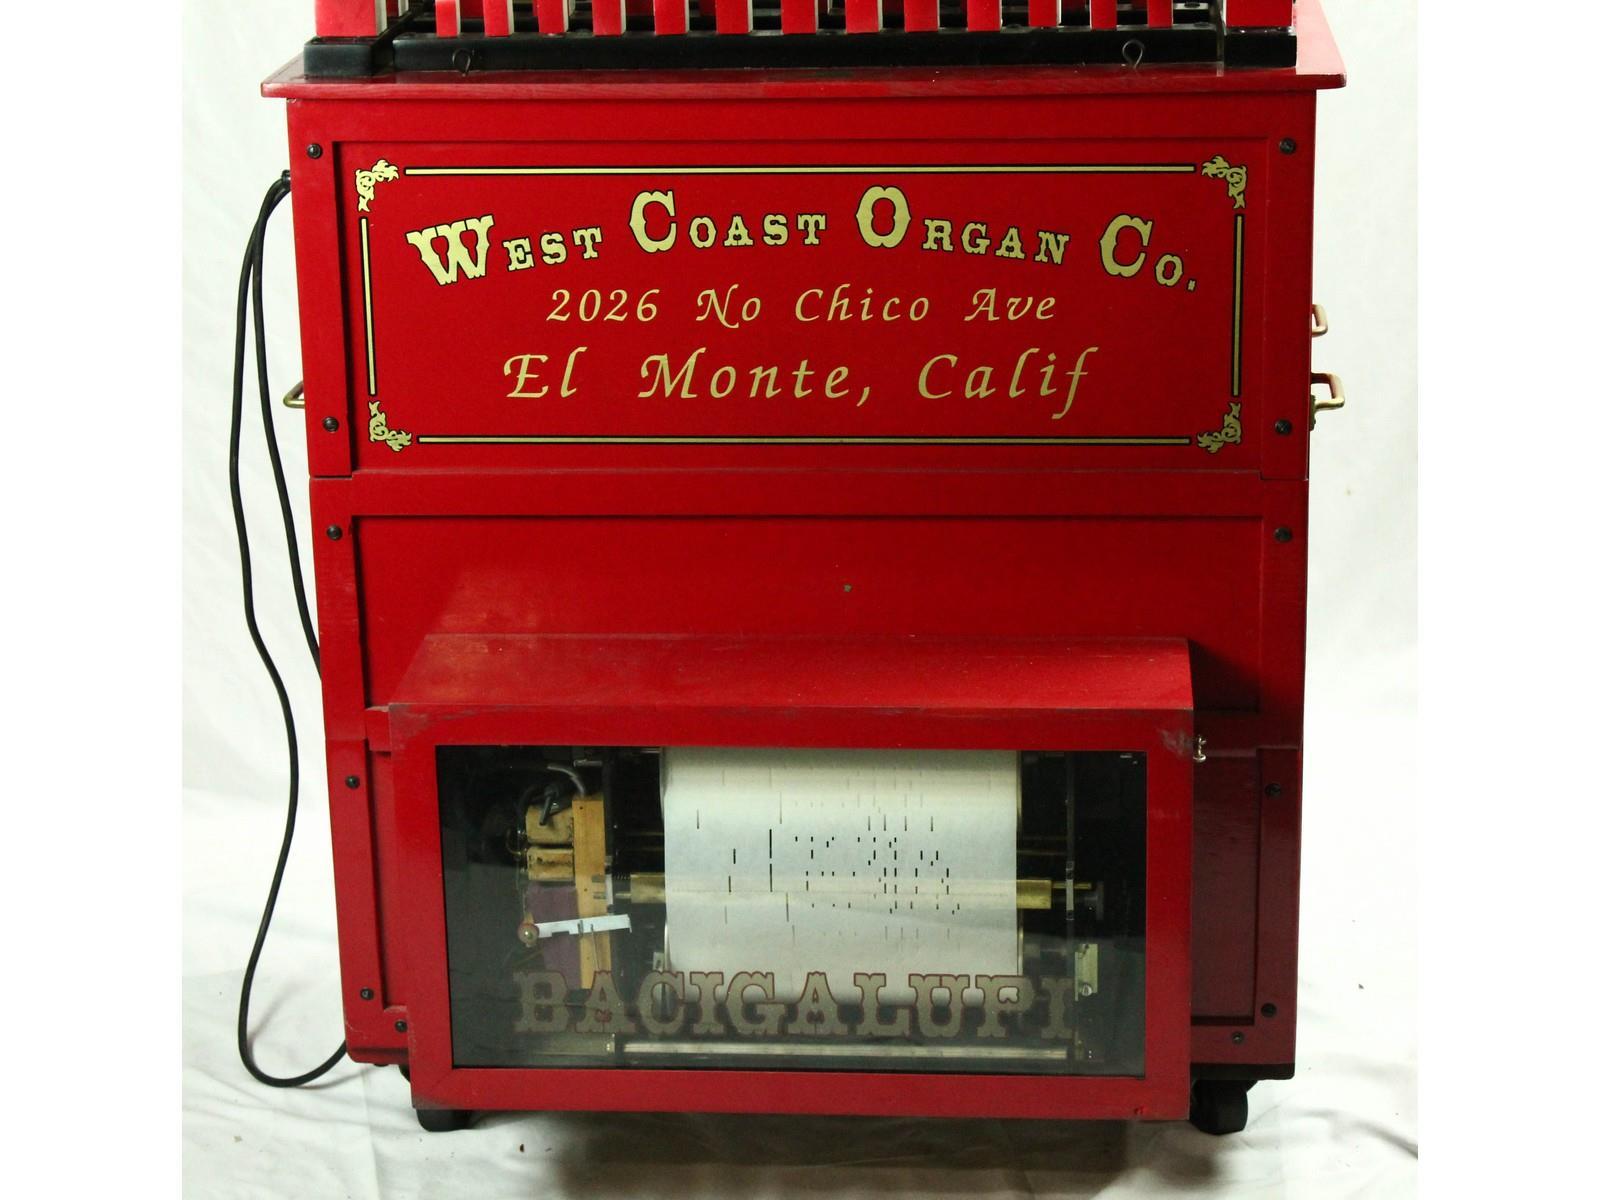 West Coast Organ Co.
2026 No Chico Ave
El Monte, Calif
BACIGALUPI